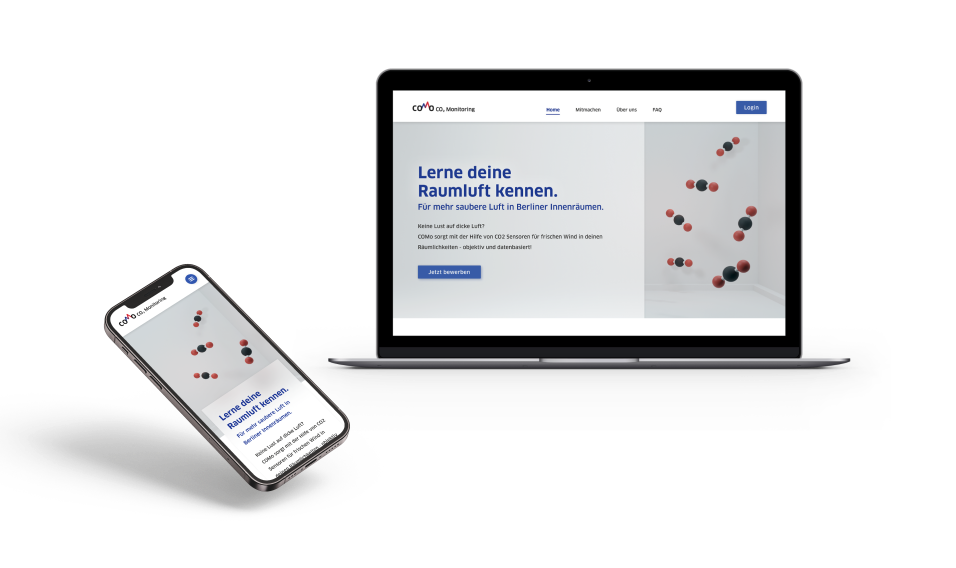 COMO CO₂ Monitoring
Home Mitmachen Über uns FAQ Login
Lerne deine
Raumluft kennen.
Für mehr saubere Luft in Berliner Innenräumen.
Keine Lust auf dicke Luft?
COMo sorgt mit der Hilfe von CO2 Sensoren für frischen Wind in deinen
Räumlichkeiten - objektiv und datenbasiert!
Jetzt bewerben
COMO CO₂ Monitoring
Lerne deine
Raumluft kennen.
Für mehr saubere Luft in
Berliner Innenräumen.
Keine Lust auf dicke Luft?
COMo sorgt mit der Hilfe von CO2
Sensoren für frischen Wind in